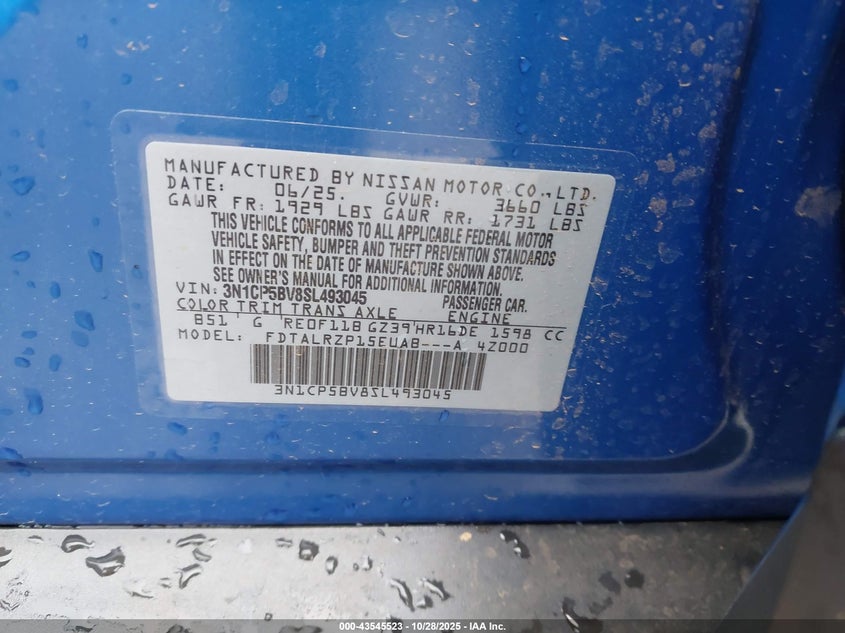 MANUFACTURED BY NISSAN MOTOR CO., LTD.
DATE: 06/25. GVWR: 3660 LBS
GAWR FR: 1929 LBS GAWR RR: 1731 LBS
THIS VEHICLE CONFORMS TO ALL APPLICABLE FEDERAL MOTOR
VEHICLE SAFETY, BUMPER AND THEFT PREVENTION STANDARDS
IN EFFECT ON THE DATE OF MANUFACTURE SHOWN ABOVE.
SEE OWNER'S MANUAL FOR ADDITIONAL INFORMATION.
VIN: 3N1CP5BV8SL493045 PASSENGER CAR.
COLOR TRIM TRANS AXLE ENGINE
B51 G RE0F11B GZ39 HR16DE 1598 CC
MODEL: FDTALRZP15EUAB---A 4Z000
3N1CP5BV8SL493045
000-43545523 | 10/28/2025 | IAA Inc.